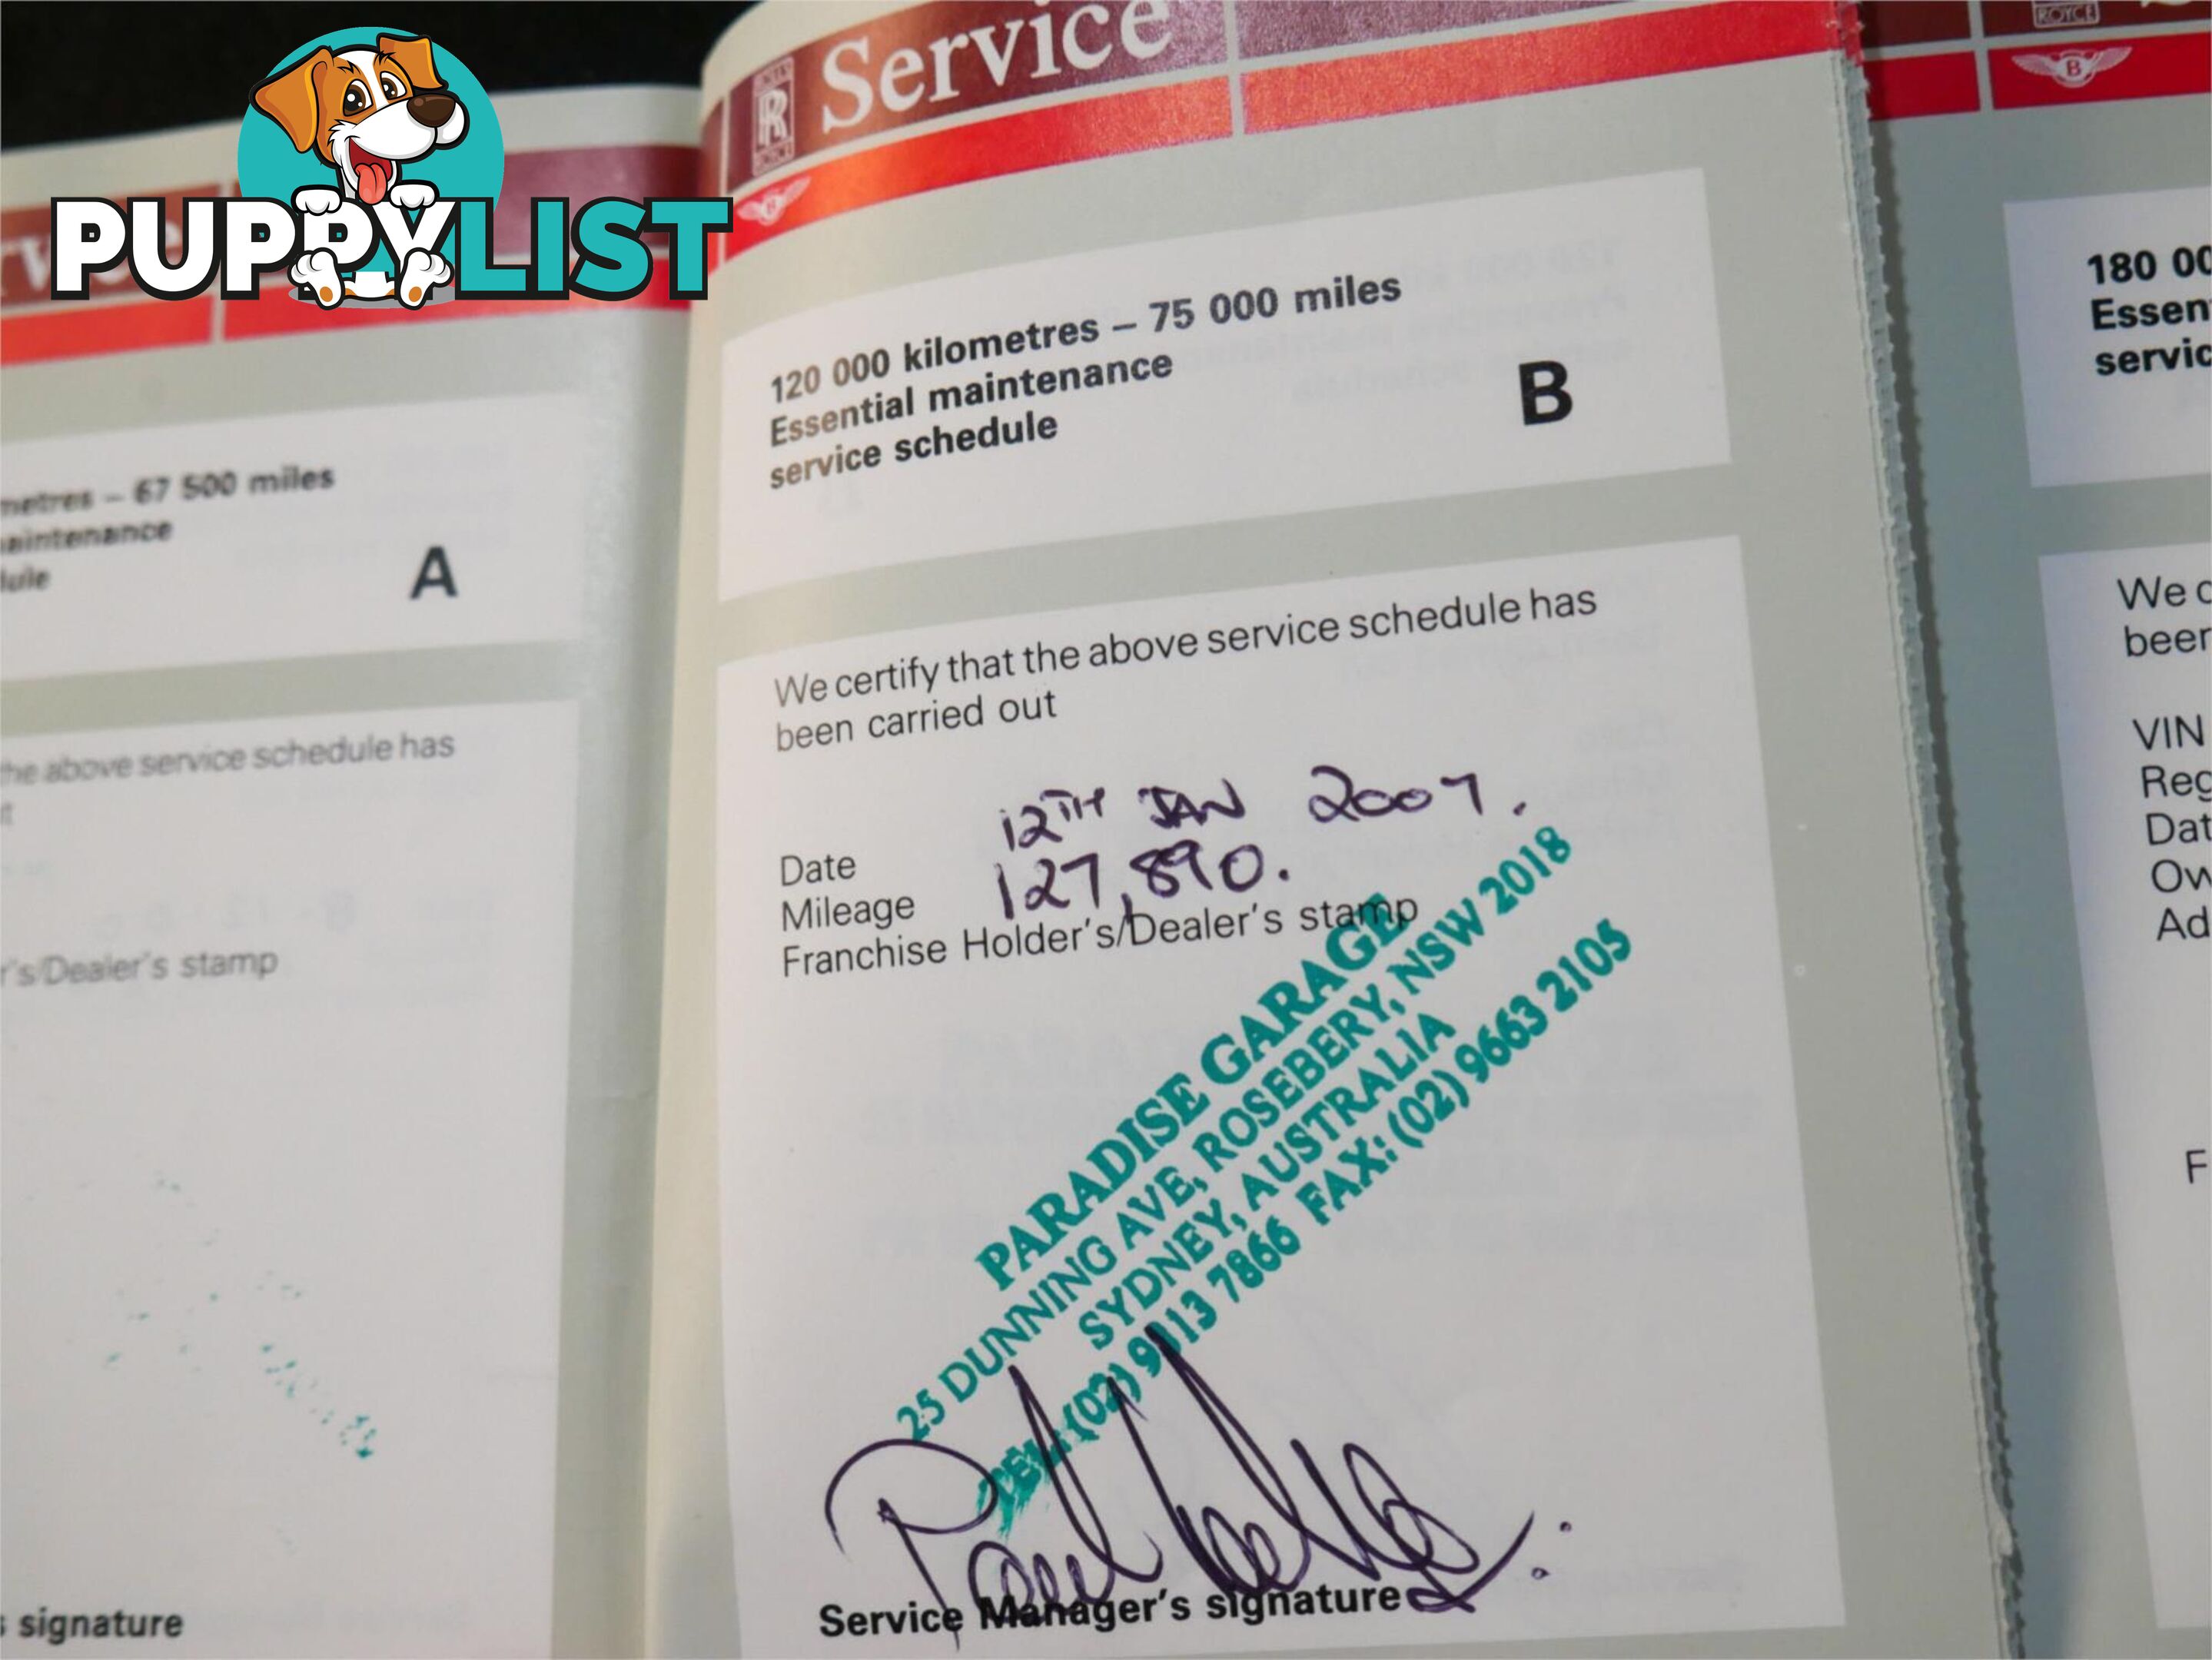 PUPPYLIST
Service
ROYCE
B
metres – 67 500 miles
maintenance
A
the above service schedule has
r's/Dealer's stamp
signature
R
ROYCE
B
120 000 kilometres – 75 000 miles
Essential maintenance
service schedule
B
We certify that the above service schedule has
been carried out
Date 12TH JAN 2007.
Mileage 127,890.
Franchise Holder's/Dealer's stamp
PARADISE GARAGE
25 DUNNING AVE, ROSEBERY, NSW 2018
SYDNEY, AUSTRALIA
TEL: (02) 9313 7866 FAX: (02) 9663 2105
Service Manager's signature
180 00
Essen
servic
We c
been
VIN
Reg
Dat
Ow
Ad
F